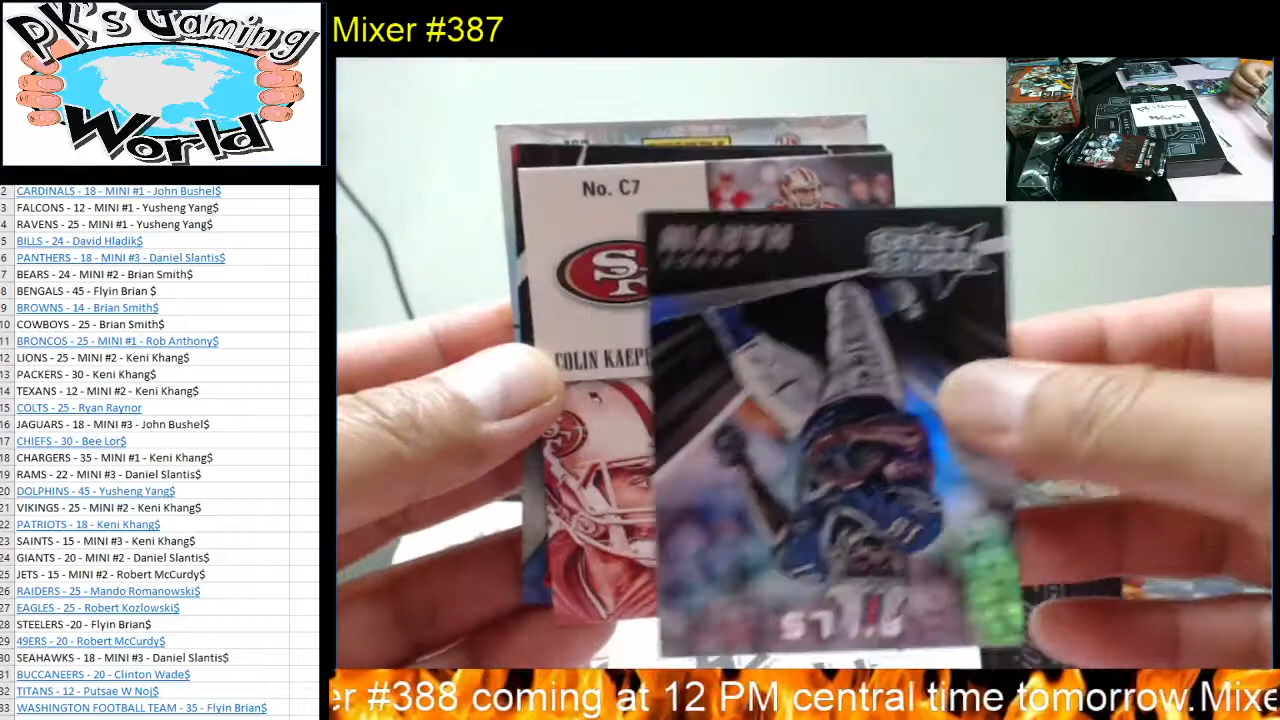 PK's Gaming
World
Mixer #387
2 CARDINALS - 18 - MINI #1 - John Bushel$
3 FALCONS - 12 - MINI #1 - Yusheng Yang$
4 RAVENS - 25 - MINI #1 - Yusheng Yang$
5 BILLS - 24 - David Hladik$
6 PANTHERS - 18 - MINI #3 - Daniel Slantis$
7 BEARS - 24 - MINI #2 - Brian Smith$
8 BENGALS - 45 - Flyin Brian $
9 BROWNS - 14 - Brian Smith$
10 COWBOYS - 25 - Brian Smith$
11 BRONCOS - 25 - MINI #1 - Rob Anthony$
12 LIONS - 25 - MINI #2 - Keni Khang$
13 PACKERS - 30 - Keni Khang$
14 TEXANS - 12 - MINI #2 - Keni Khang$
15 COLTS - 25 - Ryan Raynor
16 JAGUARS - 18 - MINI #3 - John Bushel$
17 CHIEFS - 30 - Bee Lor$
18 CHARGERS - 35 - MINI #1 - Keni Khang$
19 RAMS - 22 - MINI #3 - Daniel Slantis$
20 DOLPHINS - 45 - Yusheng Yang$
21 VIKINGS - 25 - MINI #2 - Keni Khang$
22 PATRIOTS - 18 - Keni Khang$
23 SAINTS - 15 - MINI #3 - Keni Khang$
24 GIANTS - 20 - MINI #2 - Daniel Slantis$
25 JETS - 15 - MINI #2 - Robert McCurdy$
26 RAIDERS - 25 - Mando Romanowski$
27 EAGLES - 25 - Robert Kozlowski$
28 STEELERS -20 - Flyin Brian$
29 49ERS - 20 - Robert McCurdy$
30 SEAHAWKS - 18 - MINI #3 - Daniel Slantis$
31 BUCCANEERS - 20 - Clinton Wade$
32 TITANS - 12 - Putsae W Noj$
33 WASHINGTON FOOTBALL TEAM - 35 - Flyin Brian$
No. C7
COLIN KAEP
er #388 coming at 12 PM central time tomorrow.Mixe